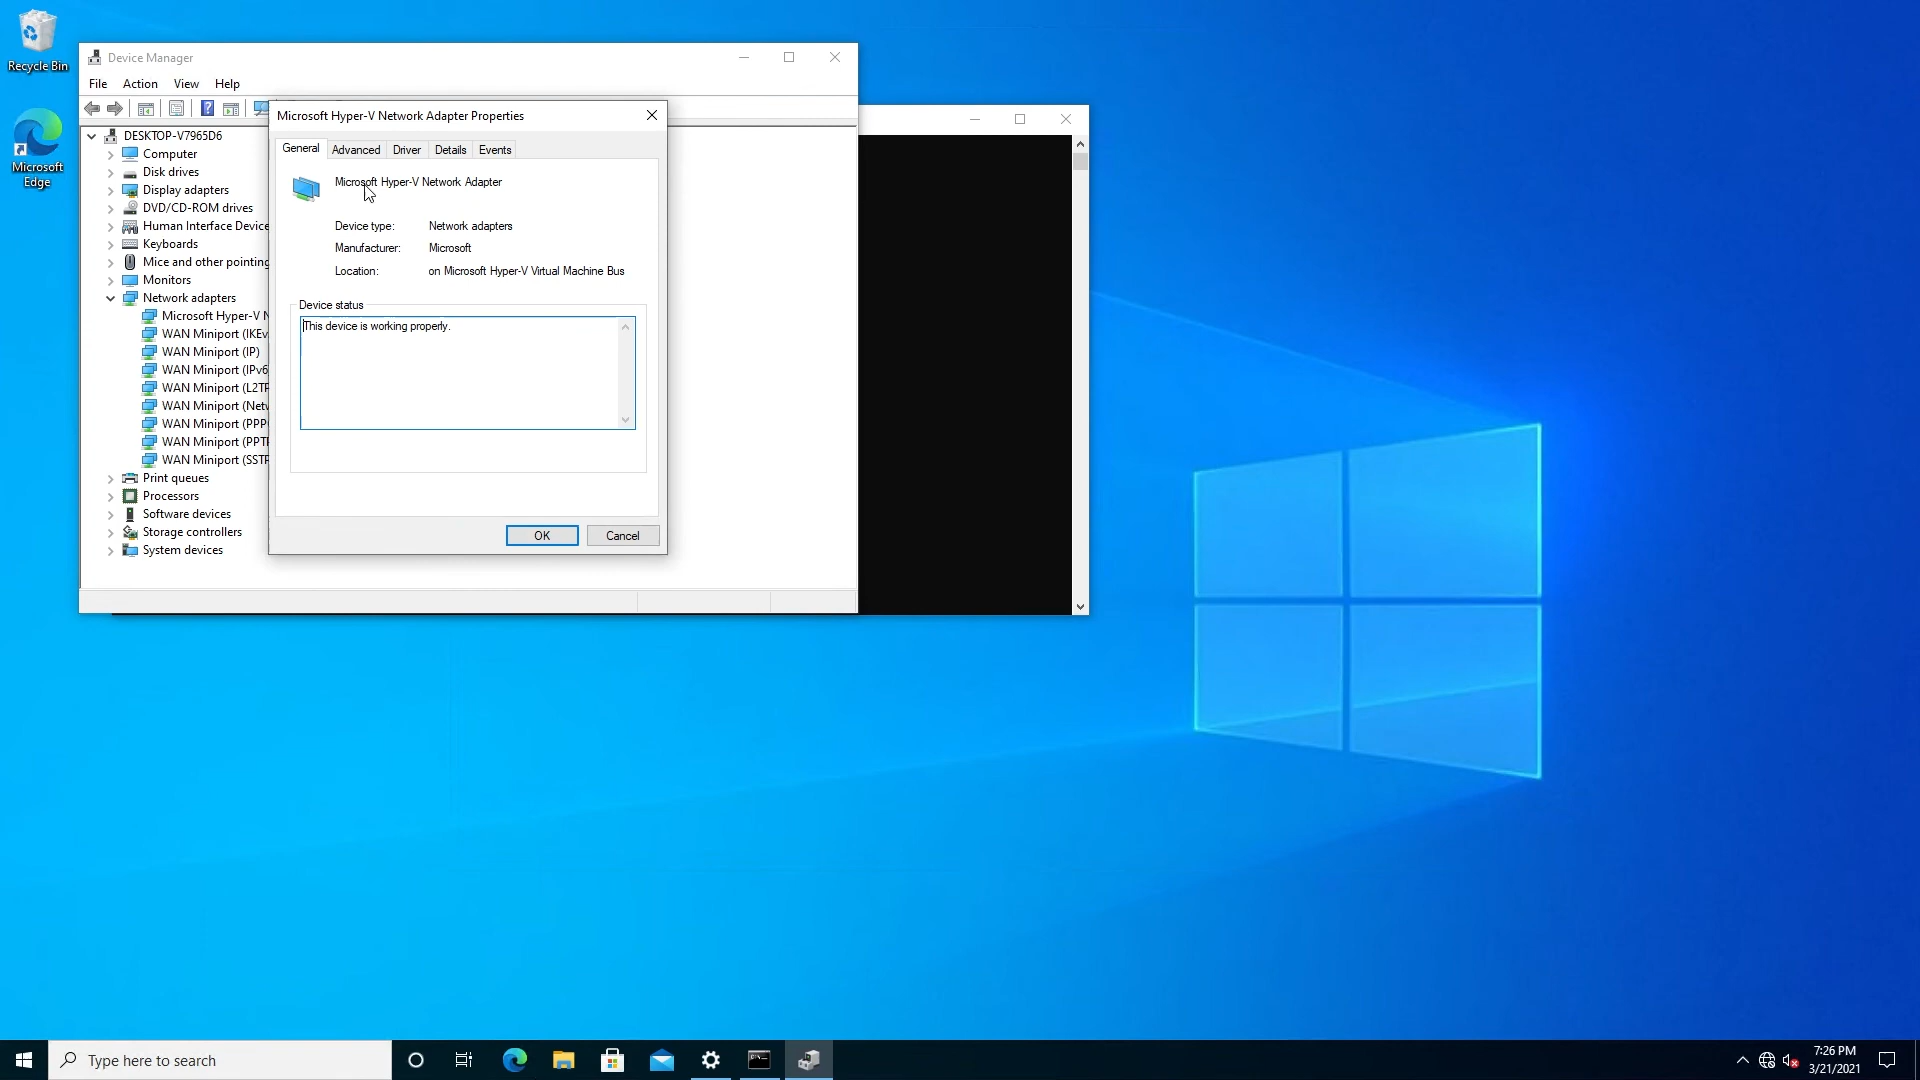 Recycle Bin
Microsoft
Edge
Device Manager
File Action View Help
DESKTOP-V7965D6
Computer
Disk drives
Display adapters
DVD/CD-ROM drives
Human Interface Device
Keyboards
Mice and other pointing
Monitors
Network adapters
Microsoft Hyper-V N
WAN Miniport (IKEv
WAN Miniport (IP)
WAN Miniport (IPv6
WAN Miniport (L2TP
WAN Miniport (Netw
WAN Miniport (PPPO
WAN Miniport (PPTP
WAN Miniport (SSTP
Print queues
Processors
Software devices
Storage controllers
System devices
Microsoft Hyper-V Network Adapter Properties
General Advanced Driver Details Events
Microsoft Hyper-V Network Adapter
Device type: Network adapters
Manufacturer: Microsoft
Location: on Microsoft Hyper-V Virtual Machine Bus
Device status
This device is working properly.
OK Cancel
Type here to search
7:26 PM
3/21/2021